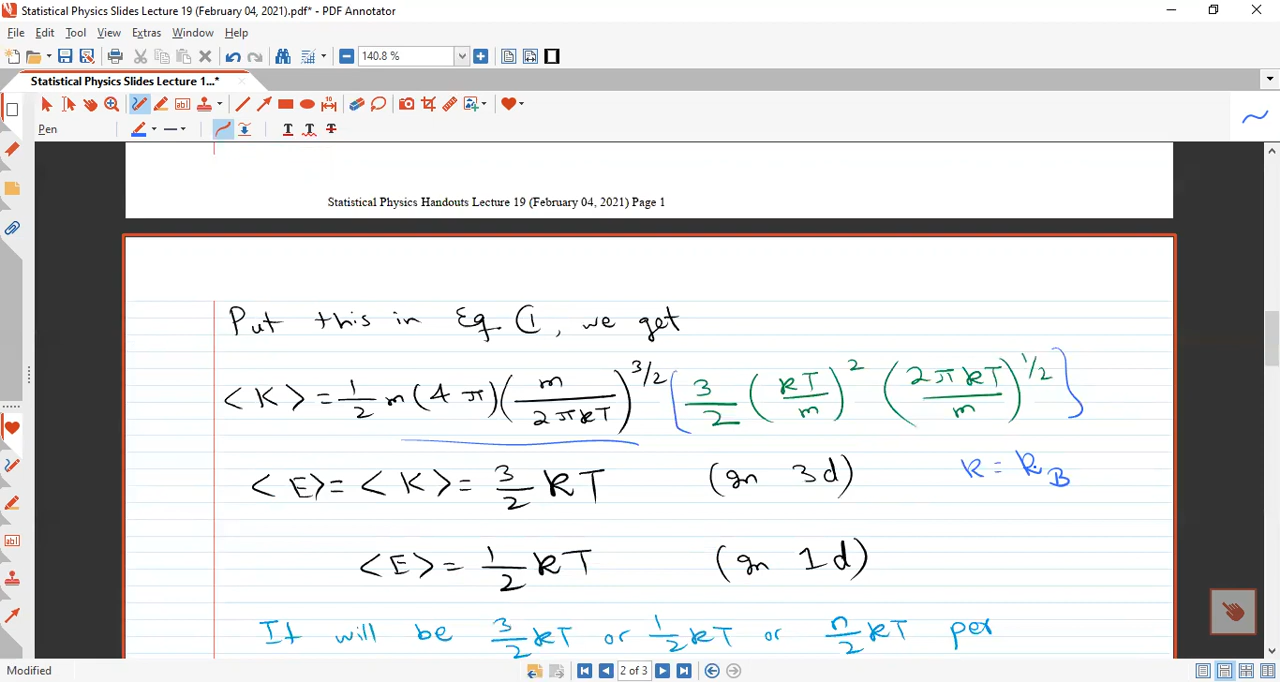 Statistical Physics Slides Lecture 19 (February 04, 2021).pdf* - PDF Annotator
File Edit Tool View Extras Window Help
140.8 %
Statistical Physics Slides Lecture 1...*
Pen
Statistical Physics Handouts Lecture 19 (February 04, 2021) Page 1
Put this in Eq. (1, we get
<K> = 1/2 m (4π) (m/2πkT)^3/2 (3/2 (kT/m)^2 (2πkT/m)^1/2)
<E> = <K> = 3/2 kT (In 3d) k = k_B
<E> = 1/2 kT (In 1d)
It will be 3/2 kT or 1/2 kT or n/2 kT per
Modified 2 of 3